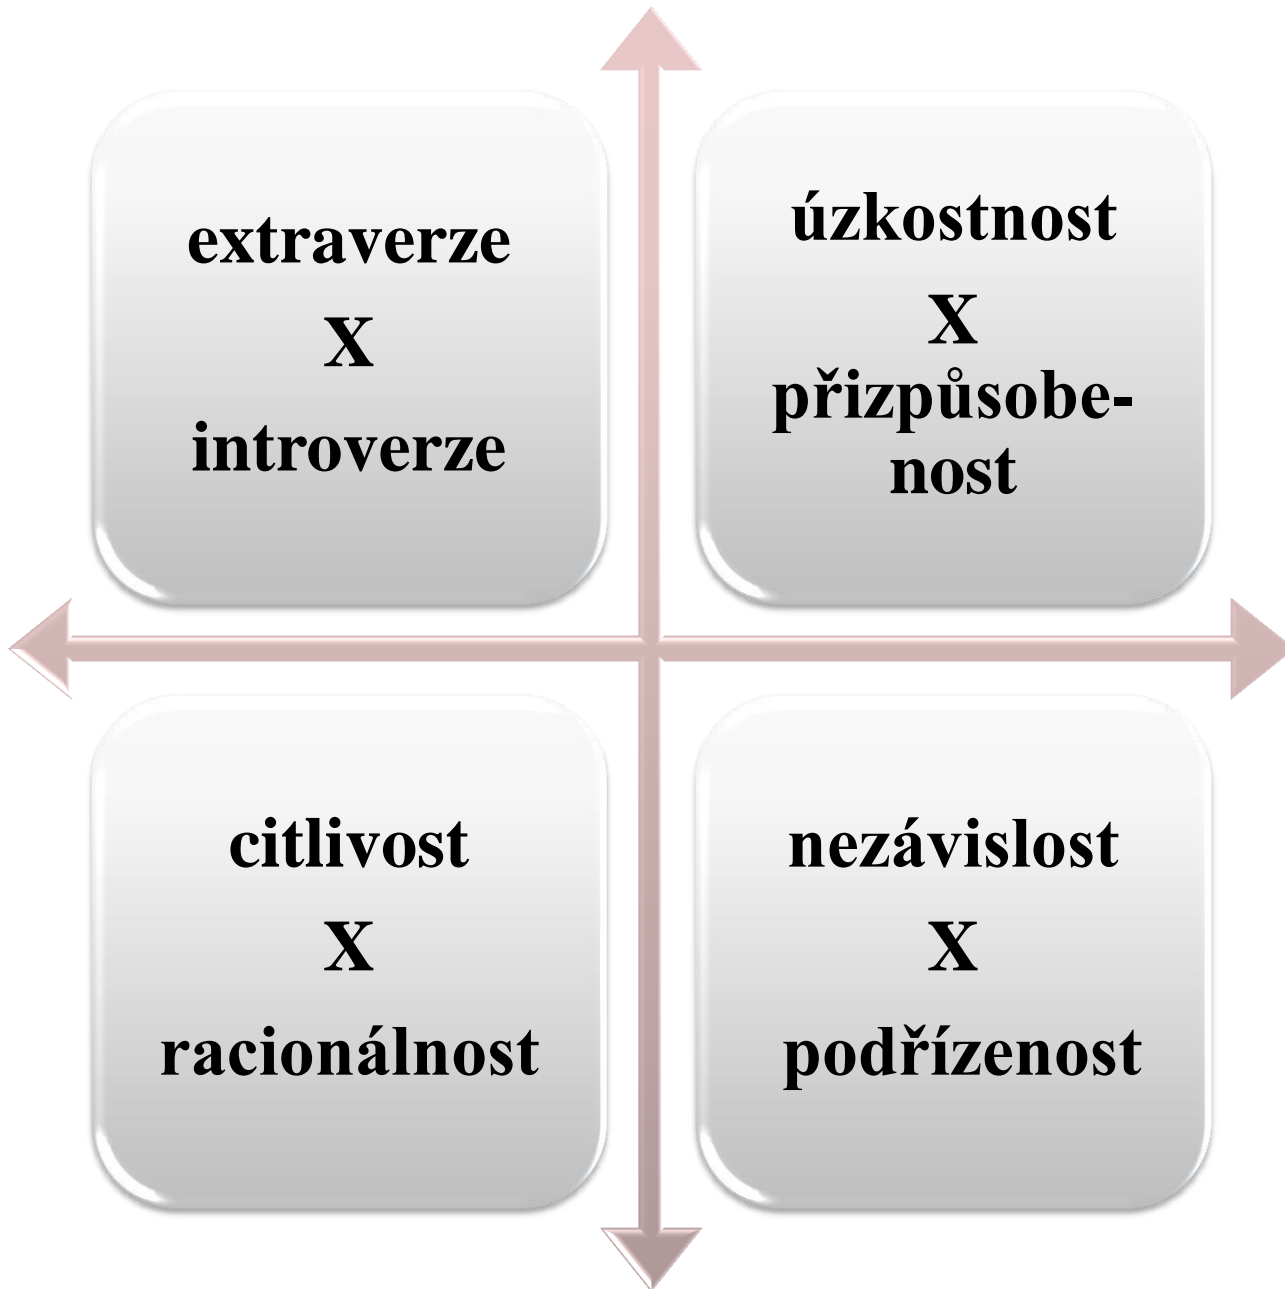 extraverze
X
introverze
úzkostnost
X
přizpůsobe-
nost
citlivost
X
racionálnost
nezávislost
X
podřízenost